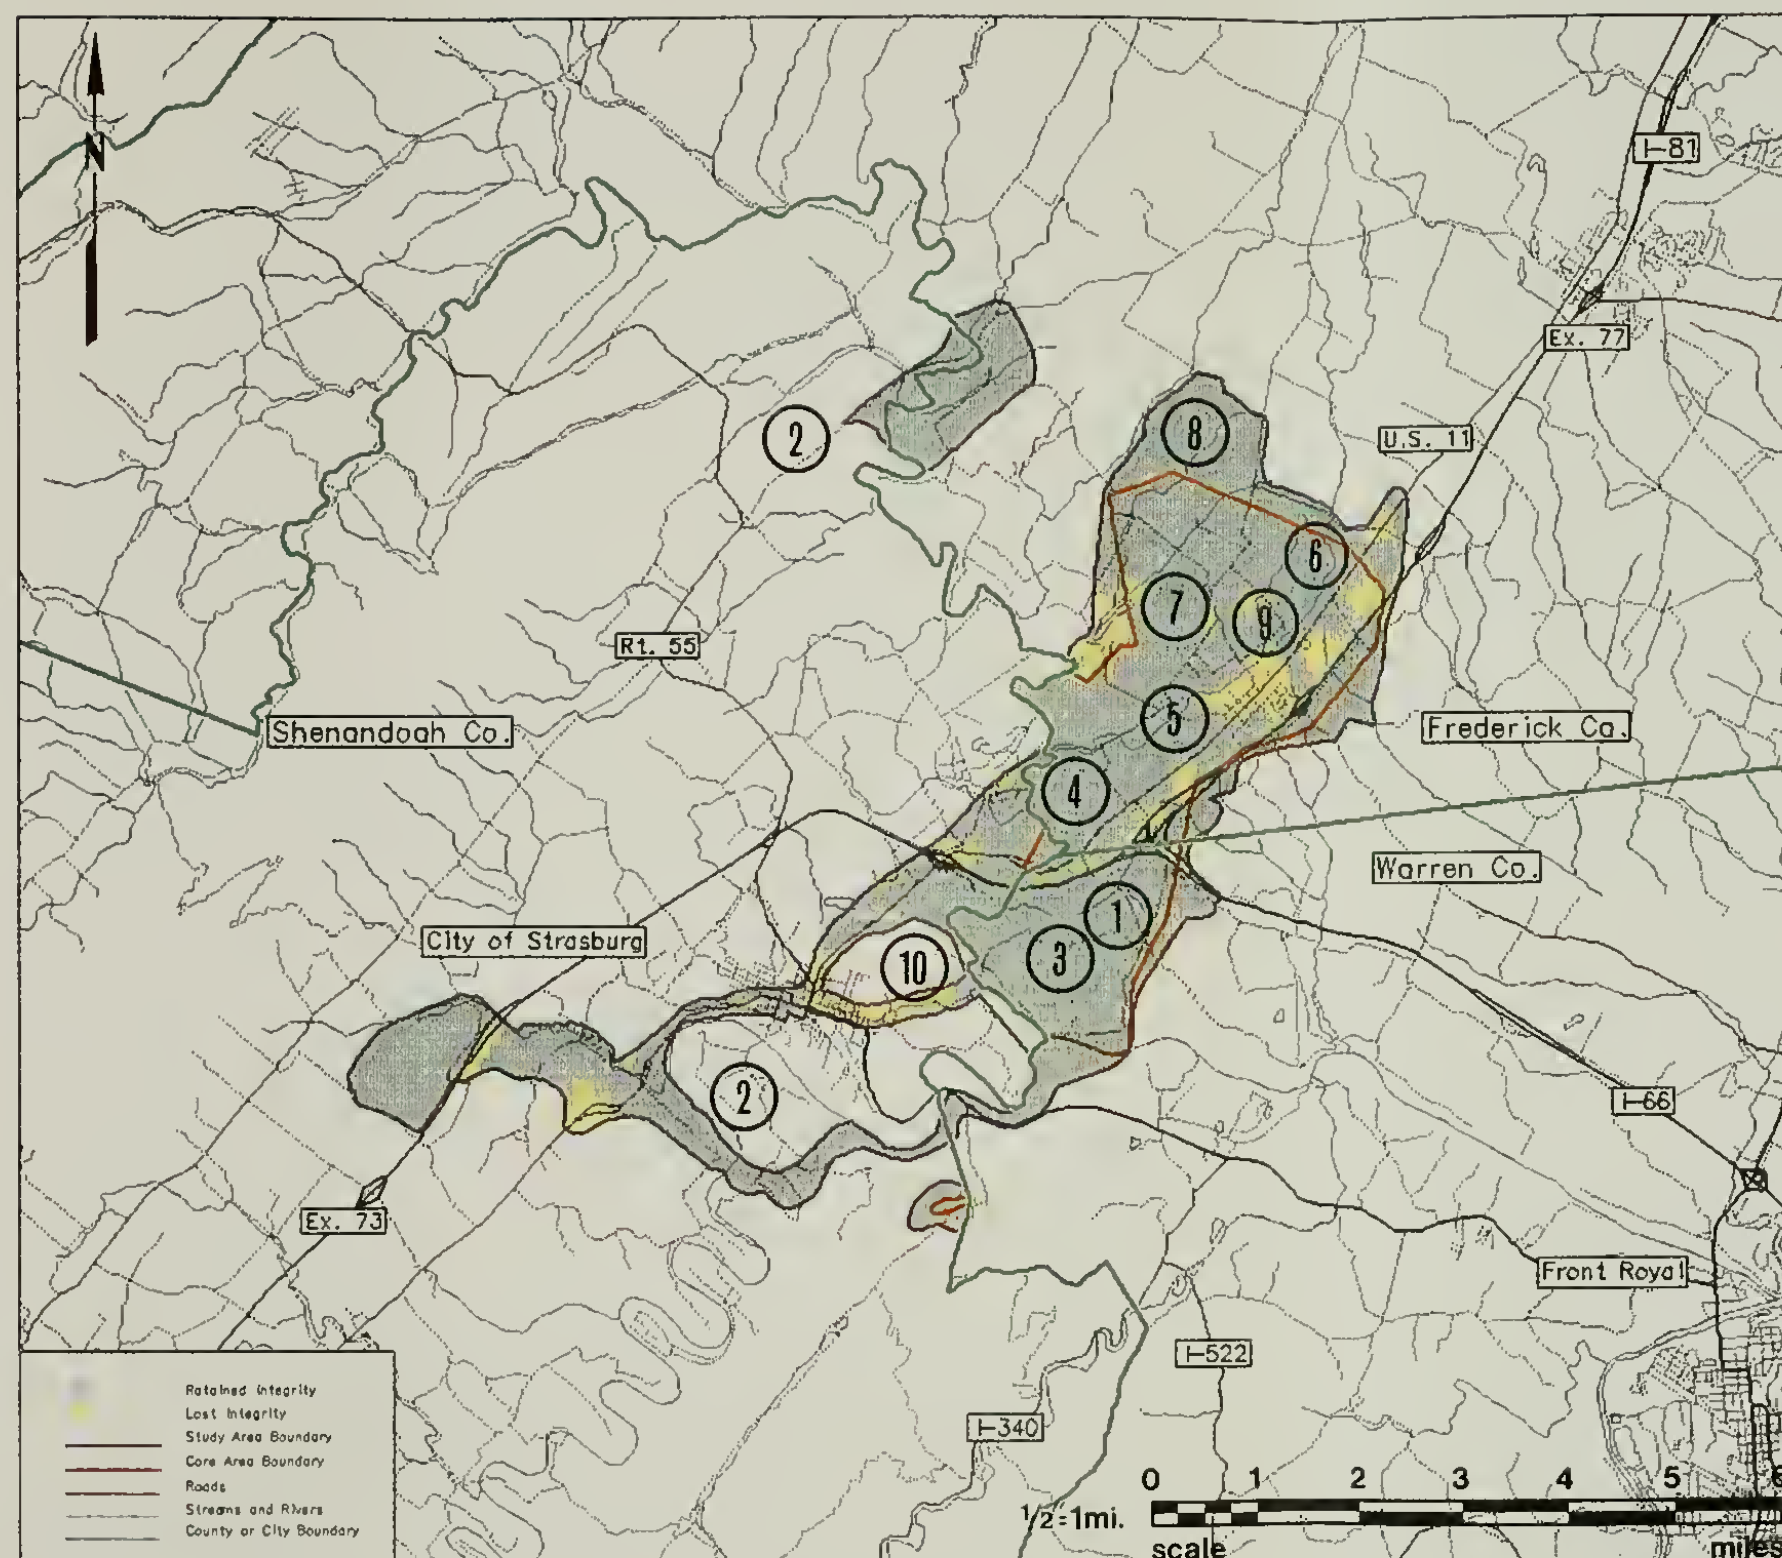 N
I-81
Ex. 77
8
U.S. 11
2
6
7
9
Rt. 55
5
Shenandoah Co.
Frederick Co.
4
Warren Co.
1
City of Strasburg
3
10
2
I-66
Ex. 73
Front Royal
I-522
Retained Integrity
Lost Integrity
Study Area Boundary
Core Area Boundary
Roads
Streams and Rivers
County or City Boundary
I-340
0 1 2 3 4 5 6
1/2=1mi.
scale miles